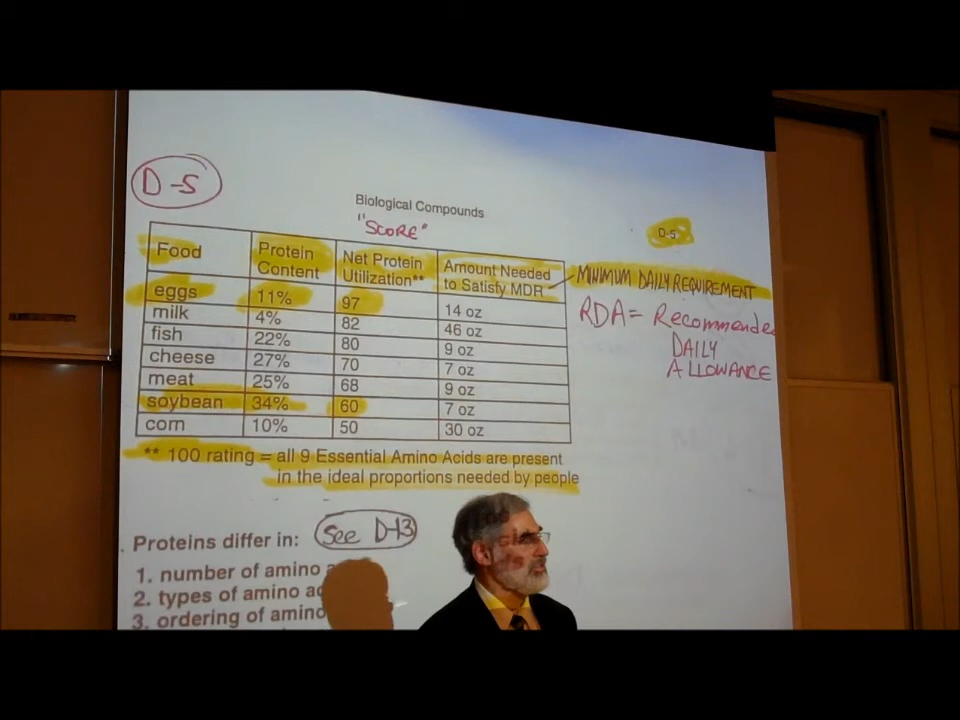 D-5
Biological Compounds
"SCORE"
D-5
Food Protein Content Net Protein Utilization** Amount Needed to Satisfy MDR
MINIMUM DAILY REQUIREMENT
eggs 11% 97 14 oz
milk 4% 82 46 oz
fish 22% 80 9 oz
cheese 27% 70 7 oz
meat 25% 68 9 oz
soybean 34% 60 7 oz
corn 10% 50 30 oz
RDA = Recommended
DAILY
ALLOWANCE
** 100 rating = all 9 Essential Amino Acids are present
in the ideal proportions needed by people
Proteins differ in: See D-13
1. number of amino
2. types of amino
3. ordering of amino